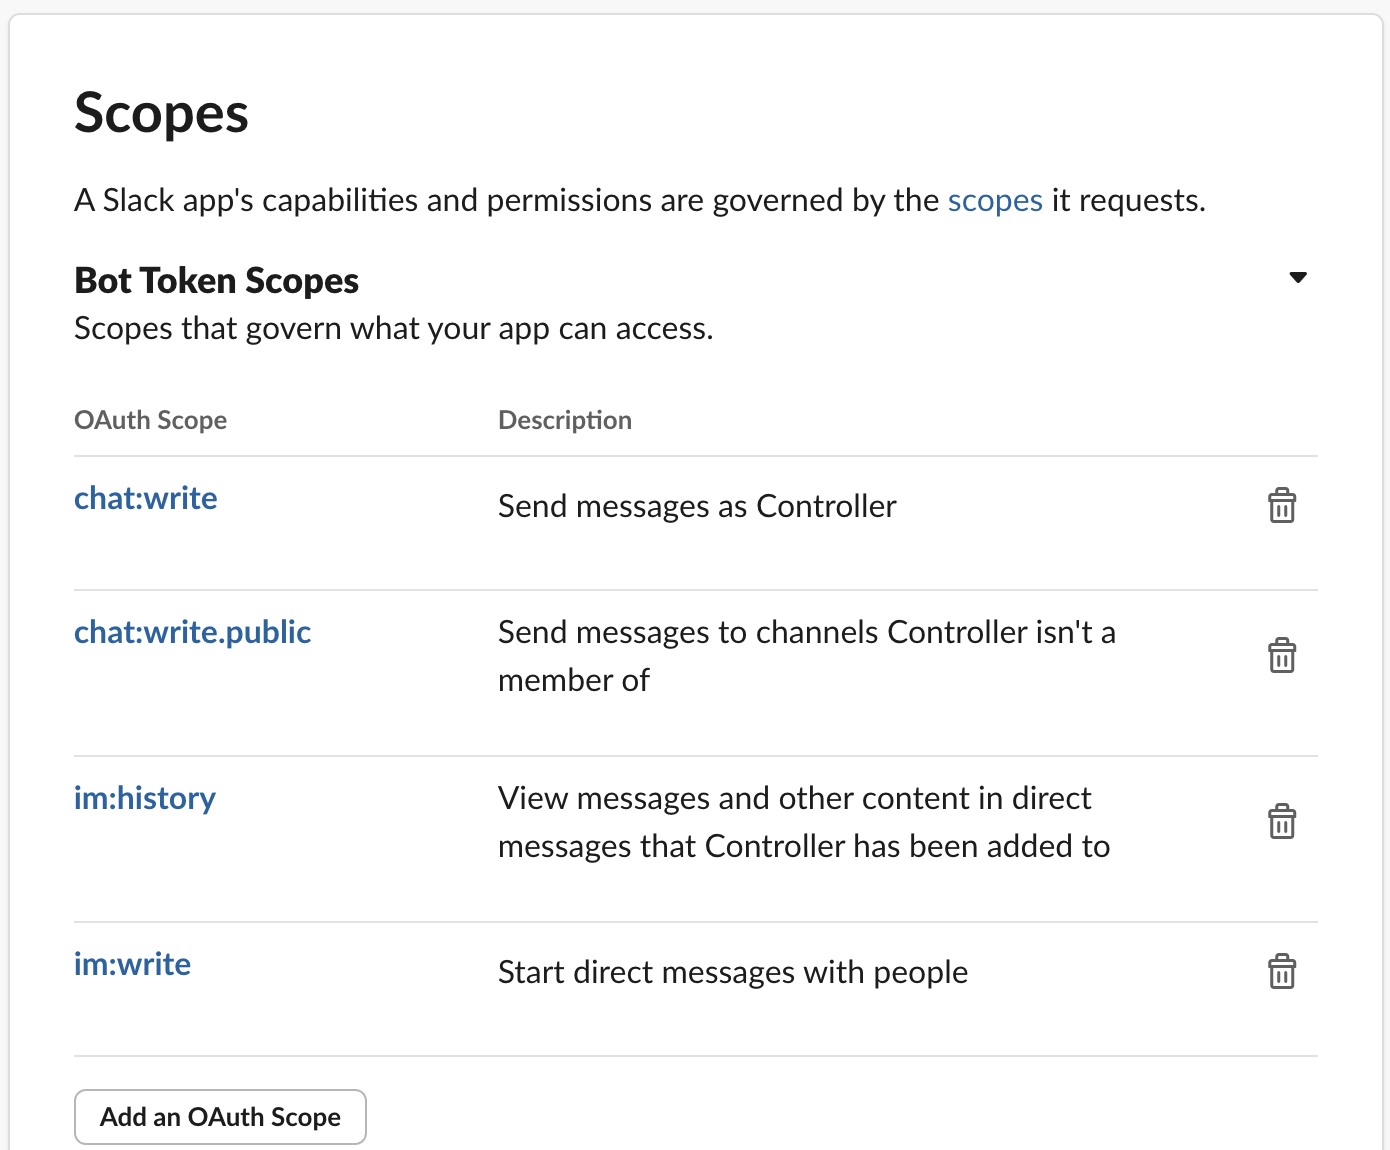 Scopes
A Slack app's capabilities and permissions are governed by the scopes it requests.
Bot Token Scopes
Scopes that govern what your app can access.
OAuth Scope Description
chat:write Send messages as Controller
chat:write.public Send messages to channels Controller isn't a
member of
im:history View messages and other content in direct
messages that Controller has been added to
im:write Start direct messages with people
Add an OAuth Scope